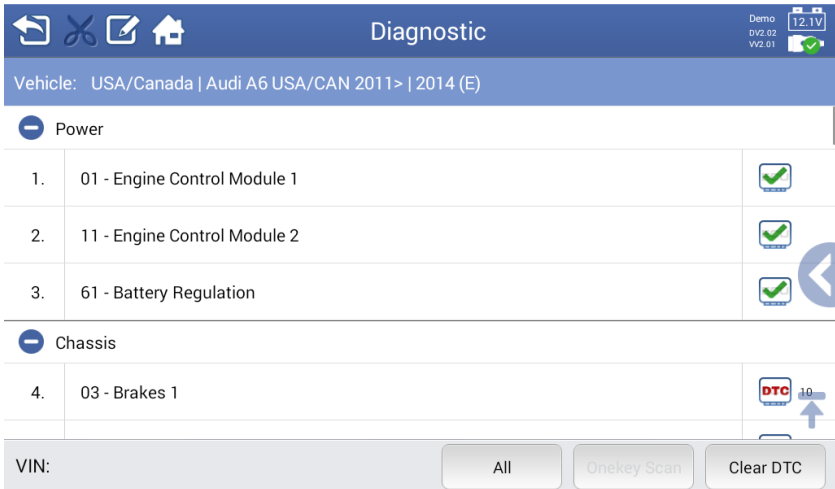 Diagnostic
Demo
DV2.02
VV2.01
12.1V
Vehicle: USA/Canada | Audi A6 USA/CAN 2011> | 2014 (E)
Power
1. 01 - Engine Control Module 1
2. 11 - Engine Control Module 2
3. 61 - Battery Regulation
Chassis
4. 03 - Brakes 1 DTC 10
VIN: All Onekey Scan Clear DTC